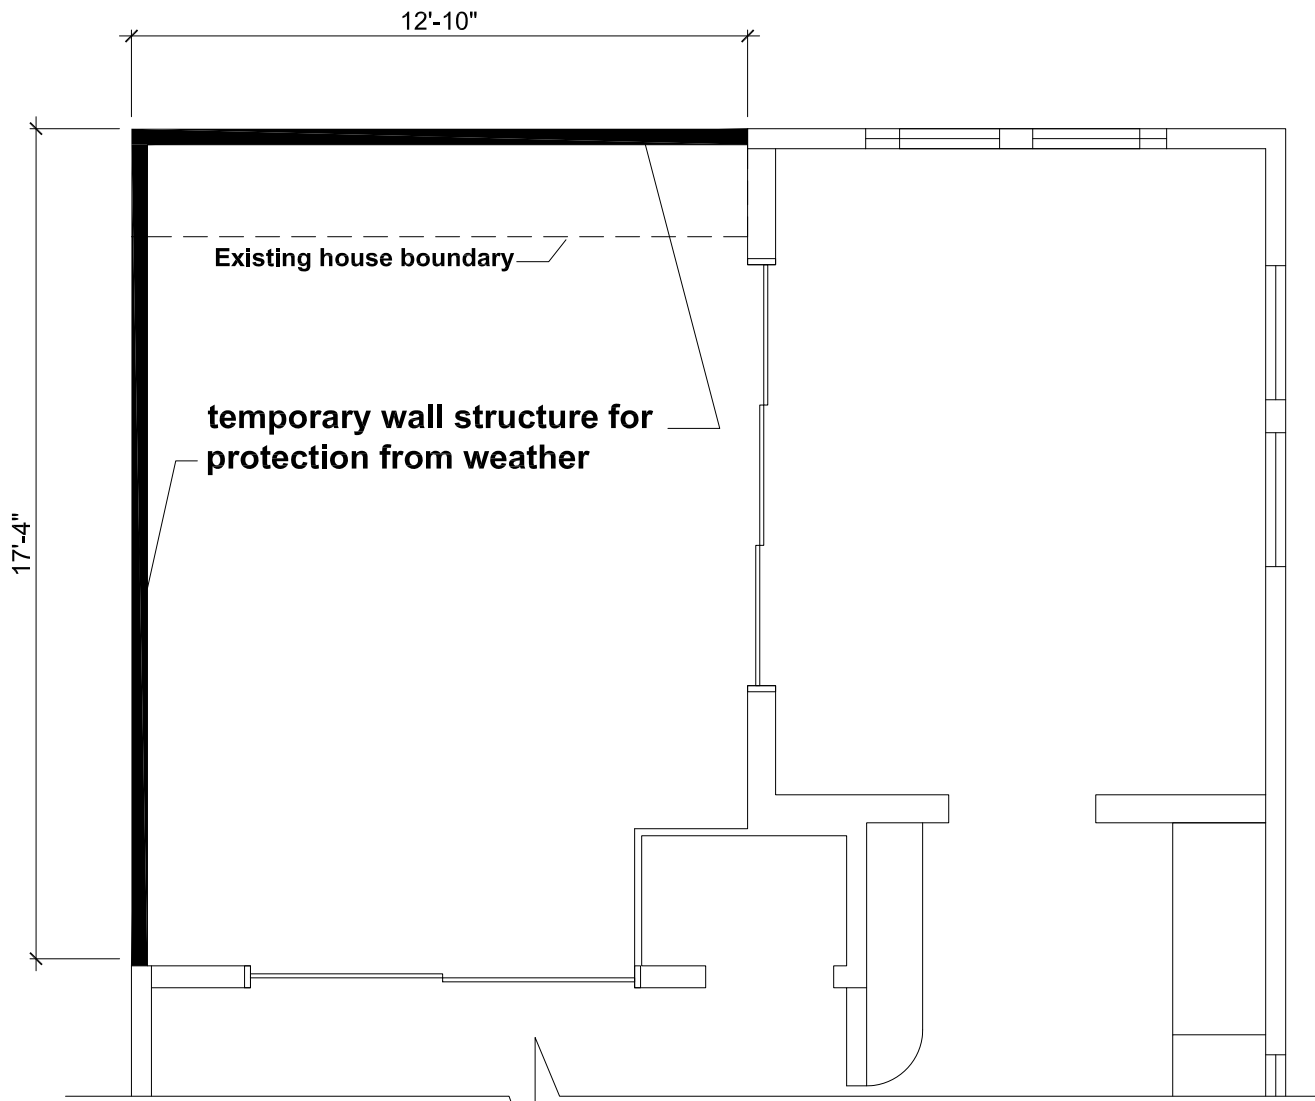 12'-10"
Existing house boundary
temporary wall structure for
protection from weather
17'-4"